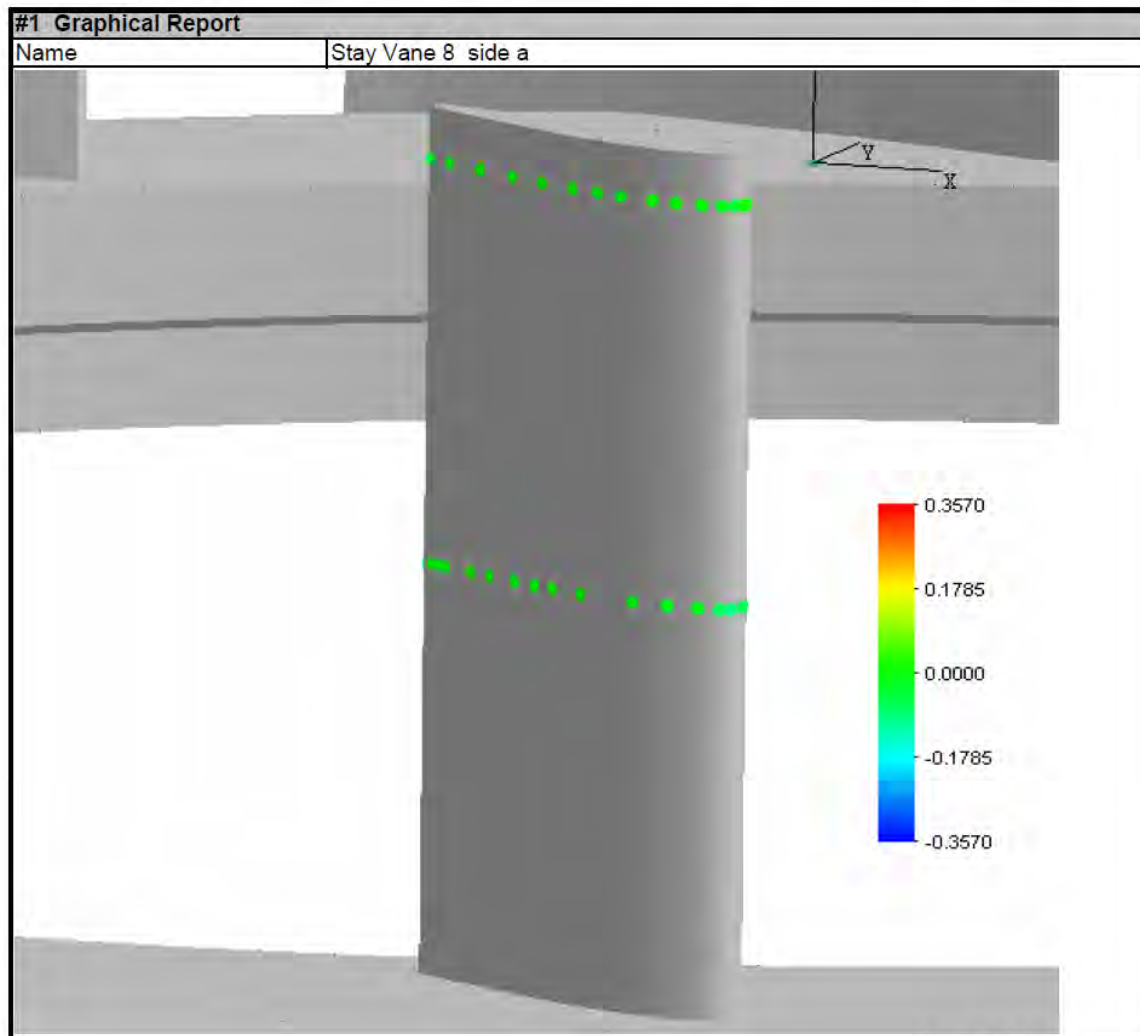 #1 Graphical Report
Name Stay Vane 8 side a
Y
X
0.3570
0.1785
0.0000
-0.1785
-0.3570